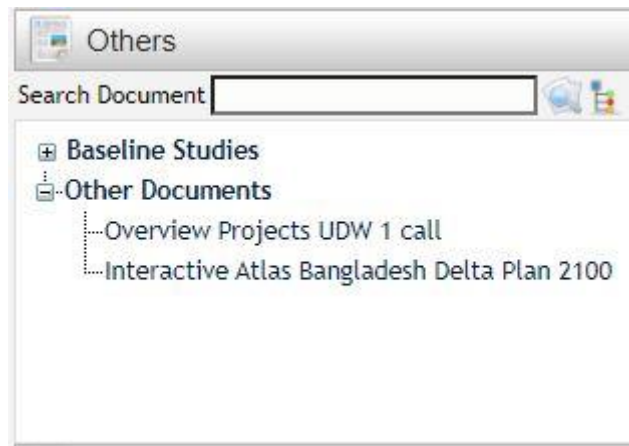 Others
Search Document
Baseline Studies
Other Documents
Overview Projects UDW 1 call
Interactive Atlas Bangladesh Delta Plan 2100